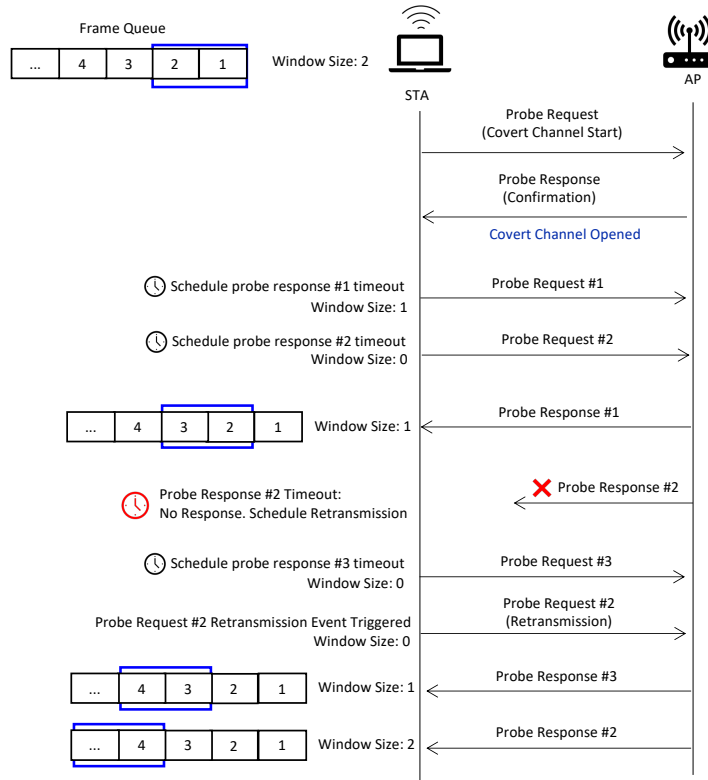 Frame Queue
... 4 3 2 1
Window Size: 2
STA
AP
Probe Request
(Covert Channel Start)
Probe Response
(Confirmation)
Covert Channel Opened
Schedule probe response #1 timeout
Window Size: 1
Probe Request #1
Schedule probe response #2 timeout
Window Size: 0
Probe Request #2
... 4 3 2 1
Window Size: 1
Probe Response #1
Probe Response #2 Timeout:
No Response. Schedule Retransmission
Probe Response #2
Schedule probe response #3 timeout
Window Size: 0
Probe Request #3
Probe Request #2 Retransmission Event Triggered
Window Size: 0
Probe Request #2
(Retransmission)
... 4 3 2 1
Window Size: 1
Probe Response #3
... 4 3 2 1
Window Size: 2
Probe Response #2